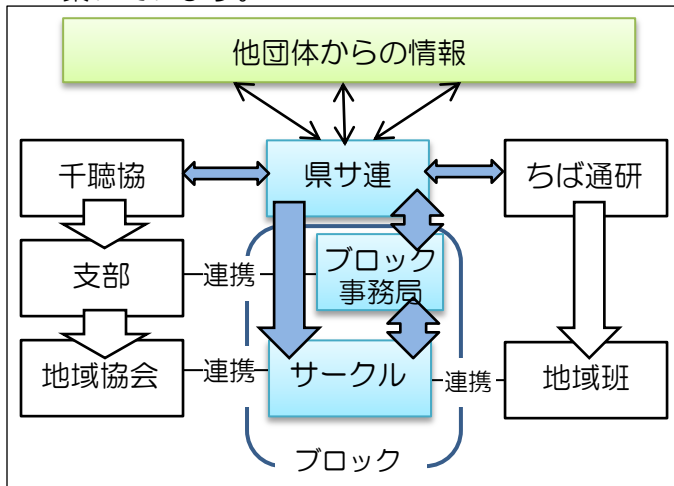 他団体からの情報
千聴協
県サ連
ちば通研
支部
連携
ブロック
事務局
地域協会
連携
サークル
連携
地域班
ブロック